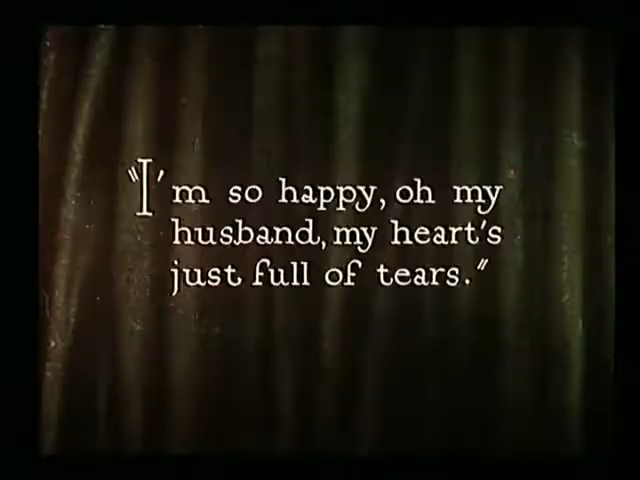 "I'm so happy, oh my
husband, my heart's
just full of tears."